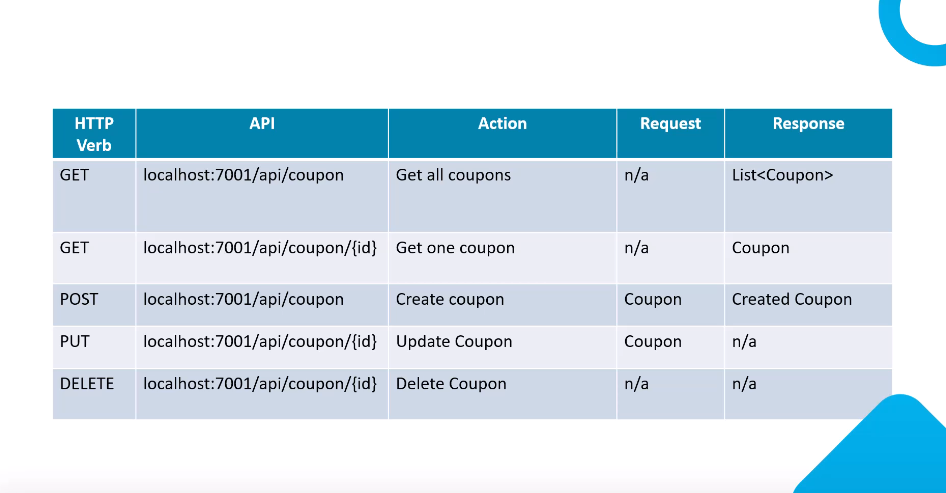 HTTP Verb API Action Request Response
GET localhost:7001/api/coupon Get all coupons n/a List<Coupon>
GET localhost:7001/api/coupon/{id} Get one coupon n/a Coupon
POST localhost:7001/api/coupon Create coupon Coupon Created Coupon
PUT localhost:7001/api/coupon/{id} Update Coupon Coupon n/a
DELETE localhost:7001/api/coupon/{id} Delete Coupon n/a n/a